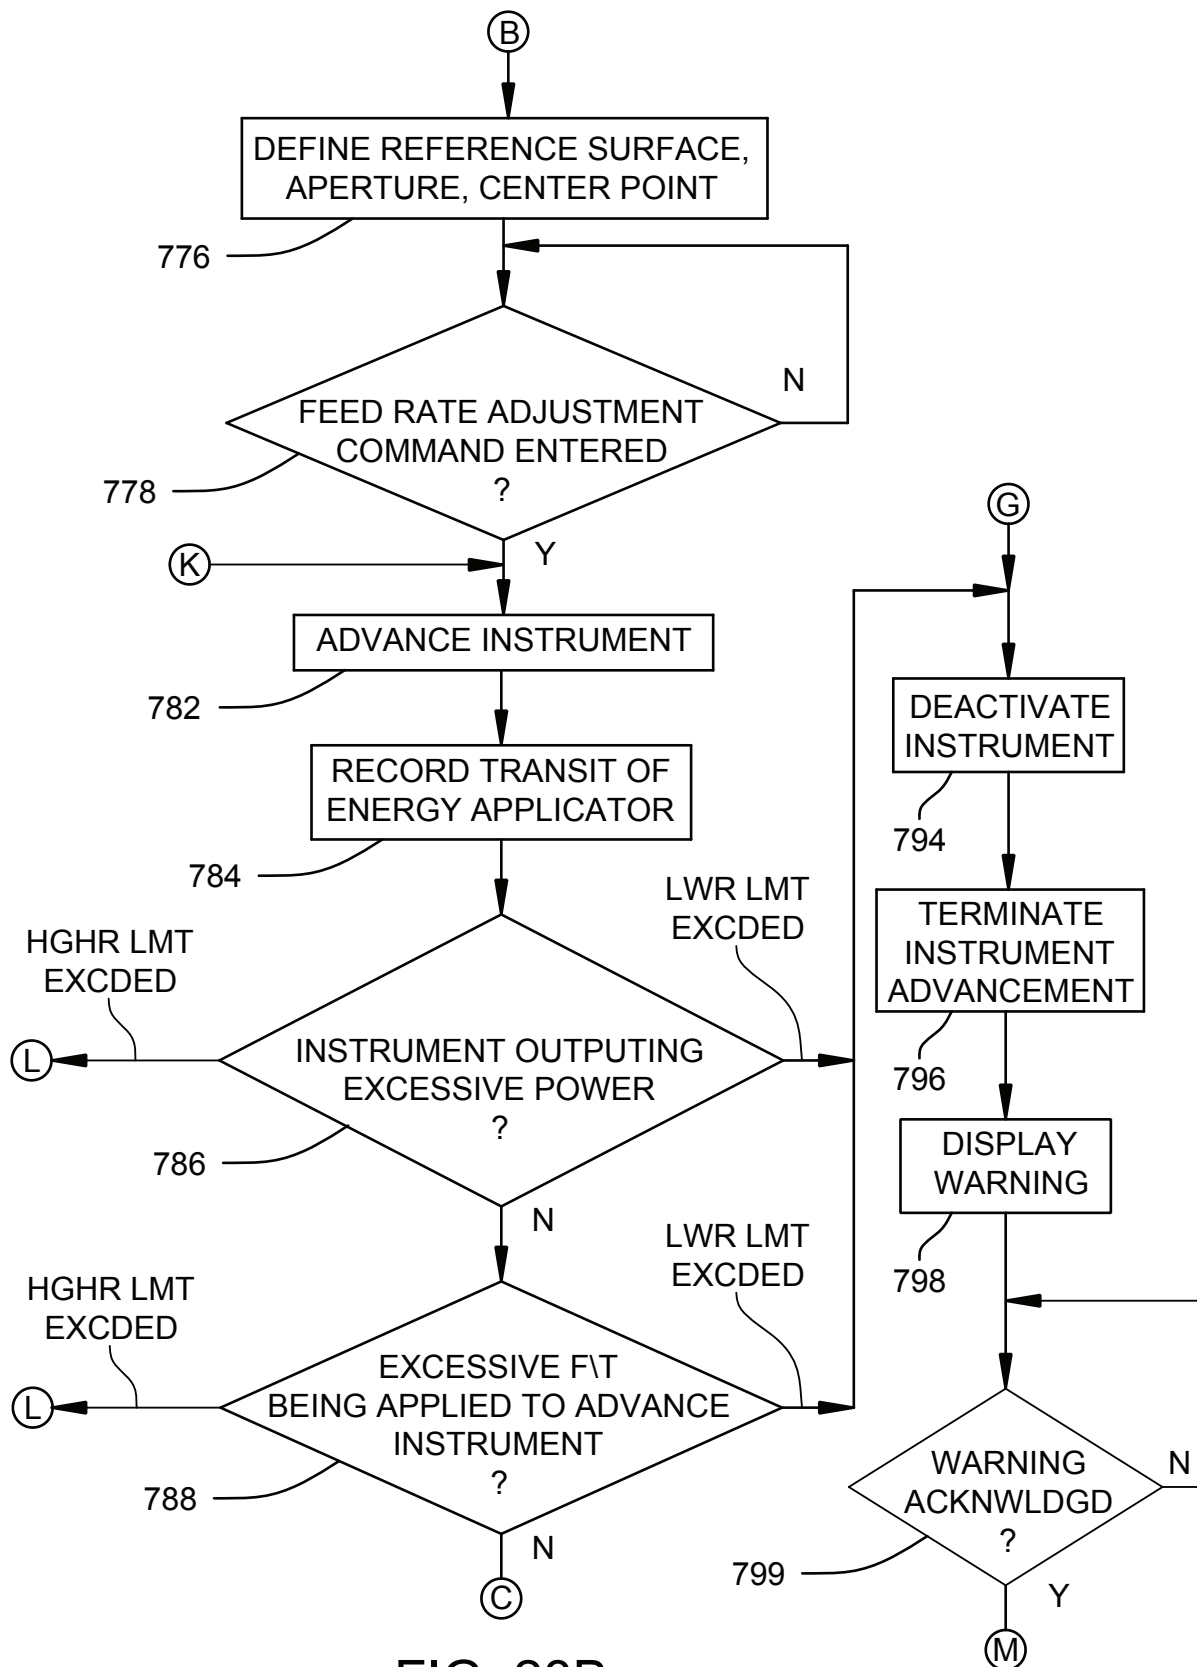 B
DEFINE REFERENCE SURFACE,
APERTURE, CENTER POINT
776
N
FEED RATE ADJUSTMENT
COMMAND ENTERED
?
778
Y
K
ADVANCE INSTRUMENT
782
RECORD TRANSIT OF
ENERGY APPLICATOR
784
HGHR LMT
EXCDED
LWR LMT
EXCDED
L
INSTRUMENT OUTPUTING
EXCESSIVE POWER
?
786
N
HGHR LMT
EXCDED
LWR LMT
EXCDED
L
EXCESSIVE F\T
BEING APPLIED TO ADVANCE
INSTRUMENT
?
788
N
C
G
DEACTIVATE
INSTRUMENT
794
TERMINATE
INSTRUMENT
ADVANCEMENT
796
DISPLAY
WARNING
798
WARNING
ACKNWLDGD
?
N
799
Y
M